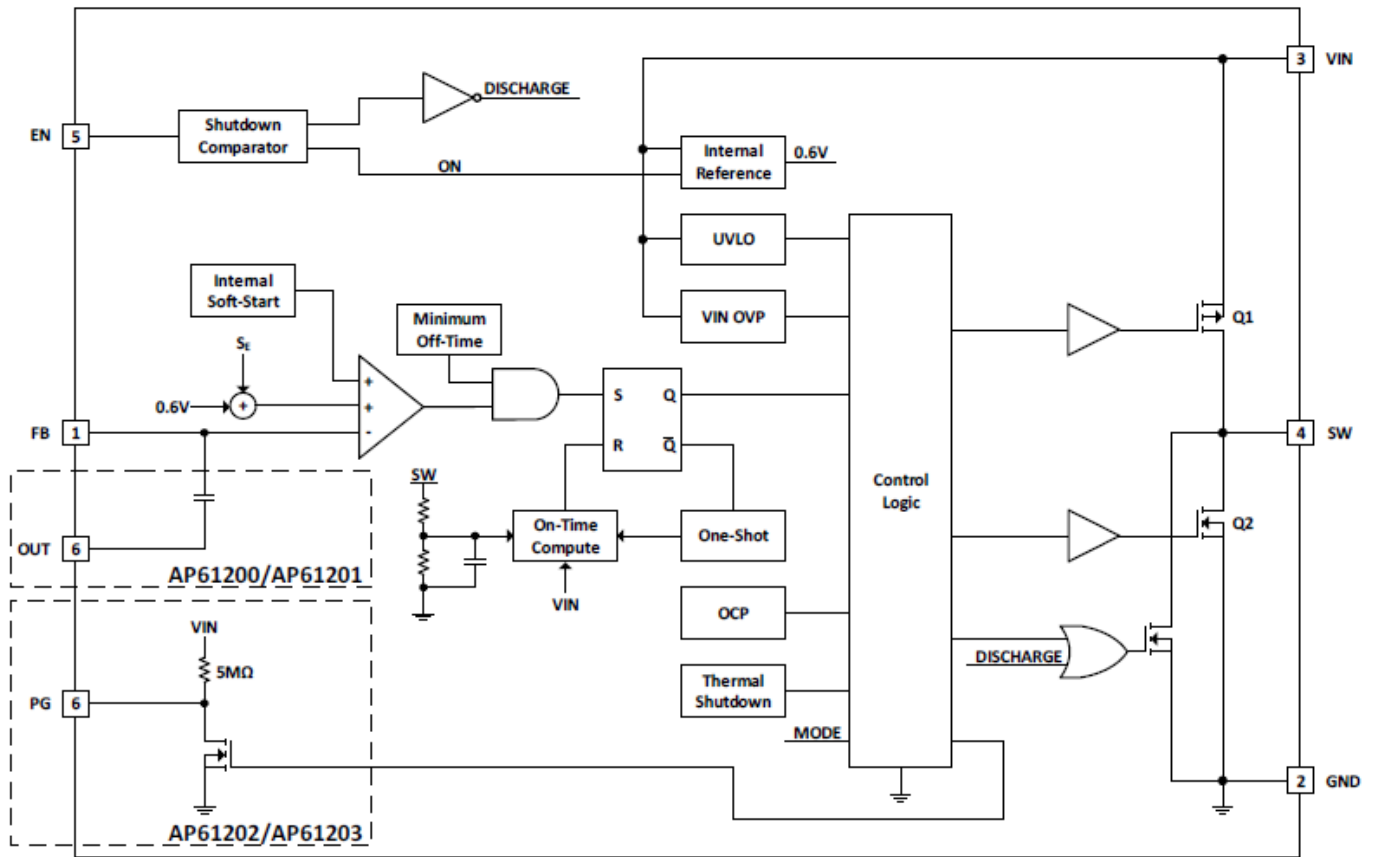 3 VIN
DISCHARGE
EN 5
Shutdown
Comparator
ON
Internal
Reference
0.6V
UVLO
Internal
Soft-Start
VIN OVP
Minimum
Off-Time
Q1
SE
+
+
0.6V
+
-
S Q
FB 1
4 SW
R Q̅
SW
Control
Logic
On-Time
Compute
One-Shot
Q2
OUT 6
AP61200/AP61201
VIN
OCP
VIN
5MΩ
DISCHARGE
Thermal
Shutdown
PG 6
MODE
2 GND
AP61202/AP61203